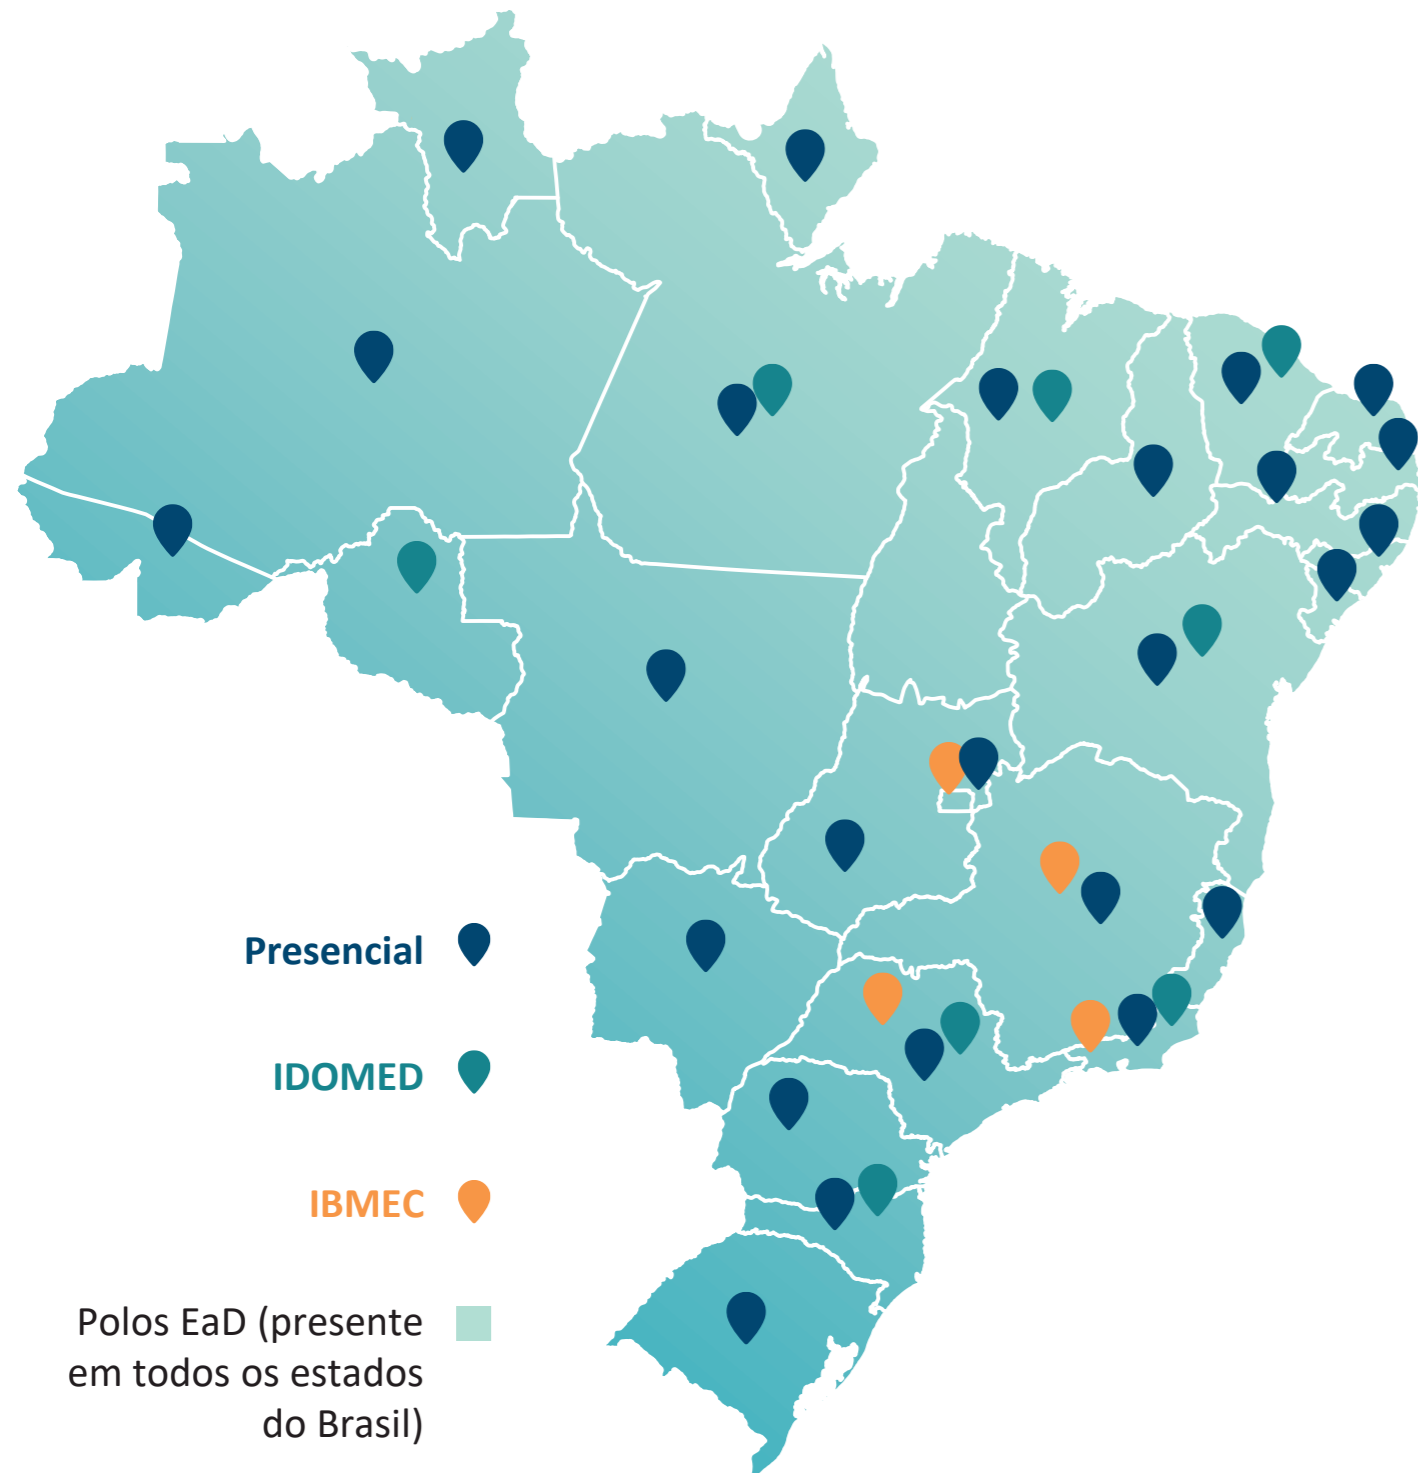 Presencial
IDOMED
IBMEC
Polos EaD (presente
em todos os estados
do Brasil)